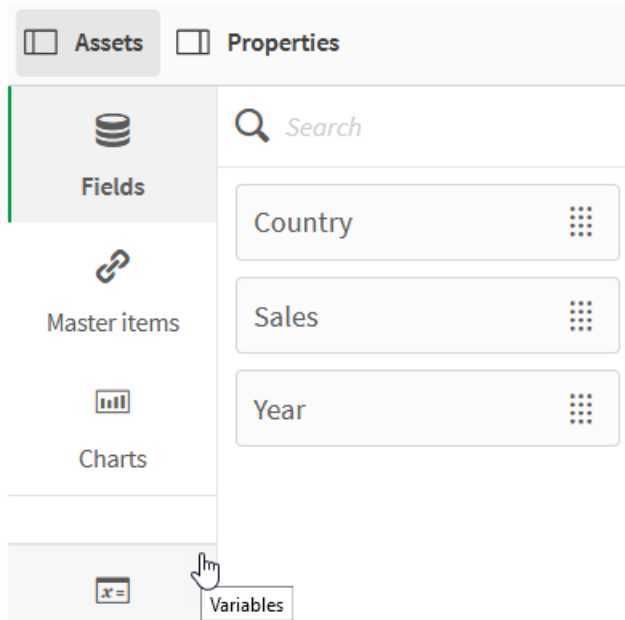 Assets
Properties
Fields
Search
Country
Master items
Sales
Year
Charts
x=
Variables